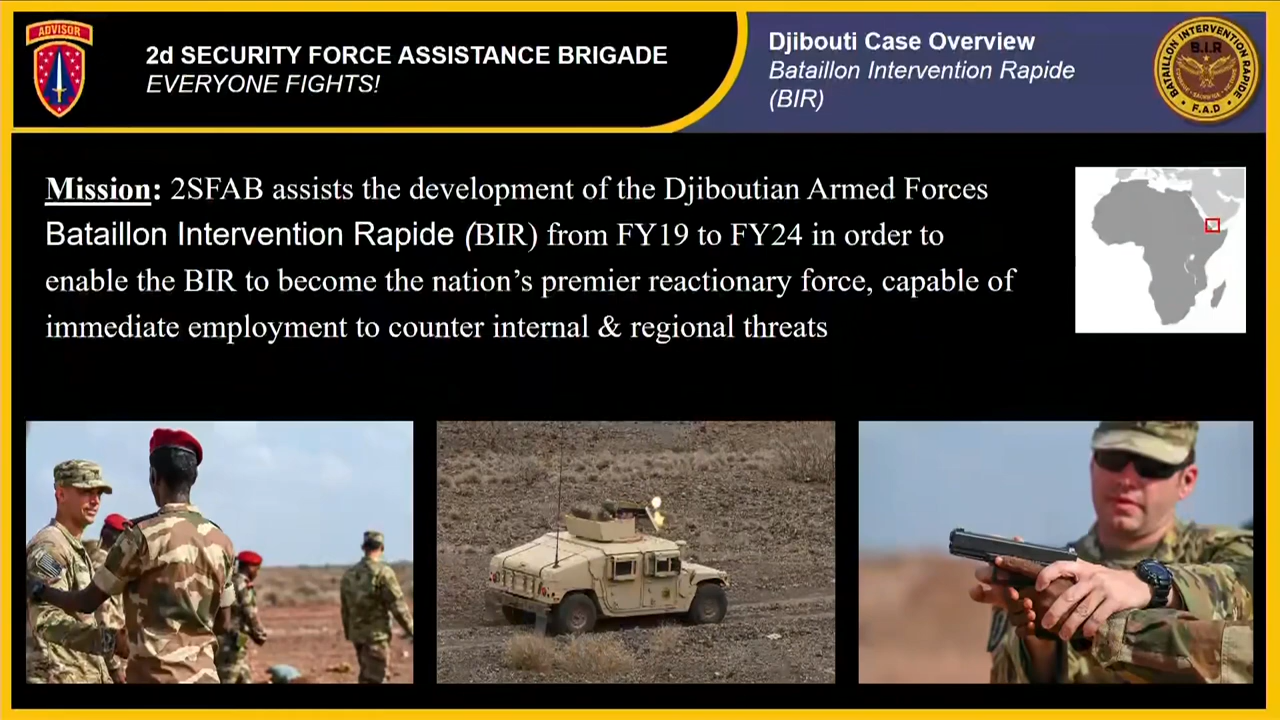 ADVISOR
2d SECURITY FORCE ASSISTANCE BRIGADE
EVERYONE FIGHTS!
Djibouti Case Overview
Bataillon Intervention Rapide
(BIR)
BATAILLON INTERVENTION RAPIDE
B.I.R
F.A.D
Mission: 2SFAB assists the development of the Djiboutian Armed Forces
Bataillon Intervention Rapide (BIR) from FY19 to FY24 in order to
enable the BIR to become the nation’s premier reactionary force, capable of
immediate employment to counter internal & regional threats